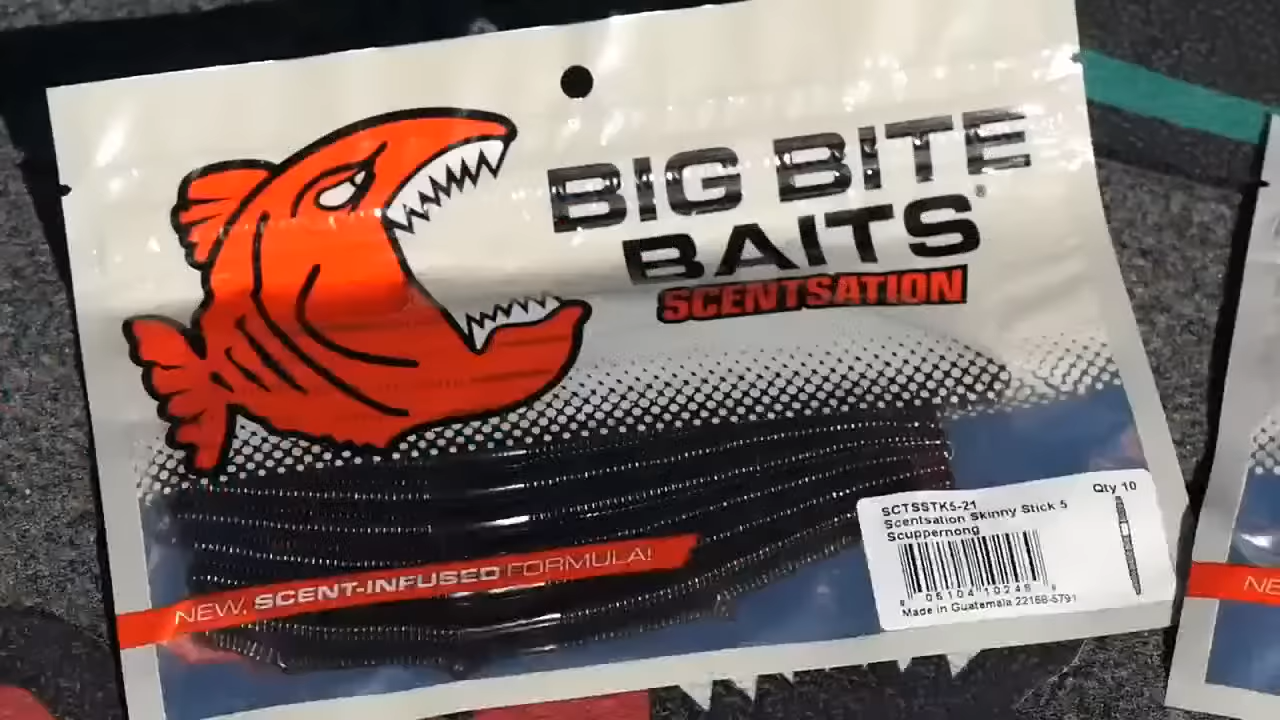 BIG BITE
BAITS®
SCENTSATION
SCTSSTK5-21
Qty 10
Scentsation Skinny Stick 5
Scuppernong
Made in Guatemala 22168-5791
NEW, SCENT-INFUSED FORMULA!
NE